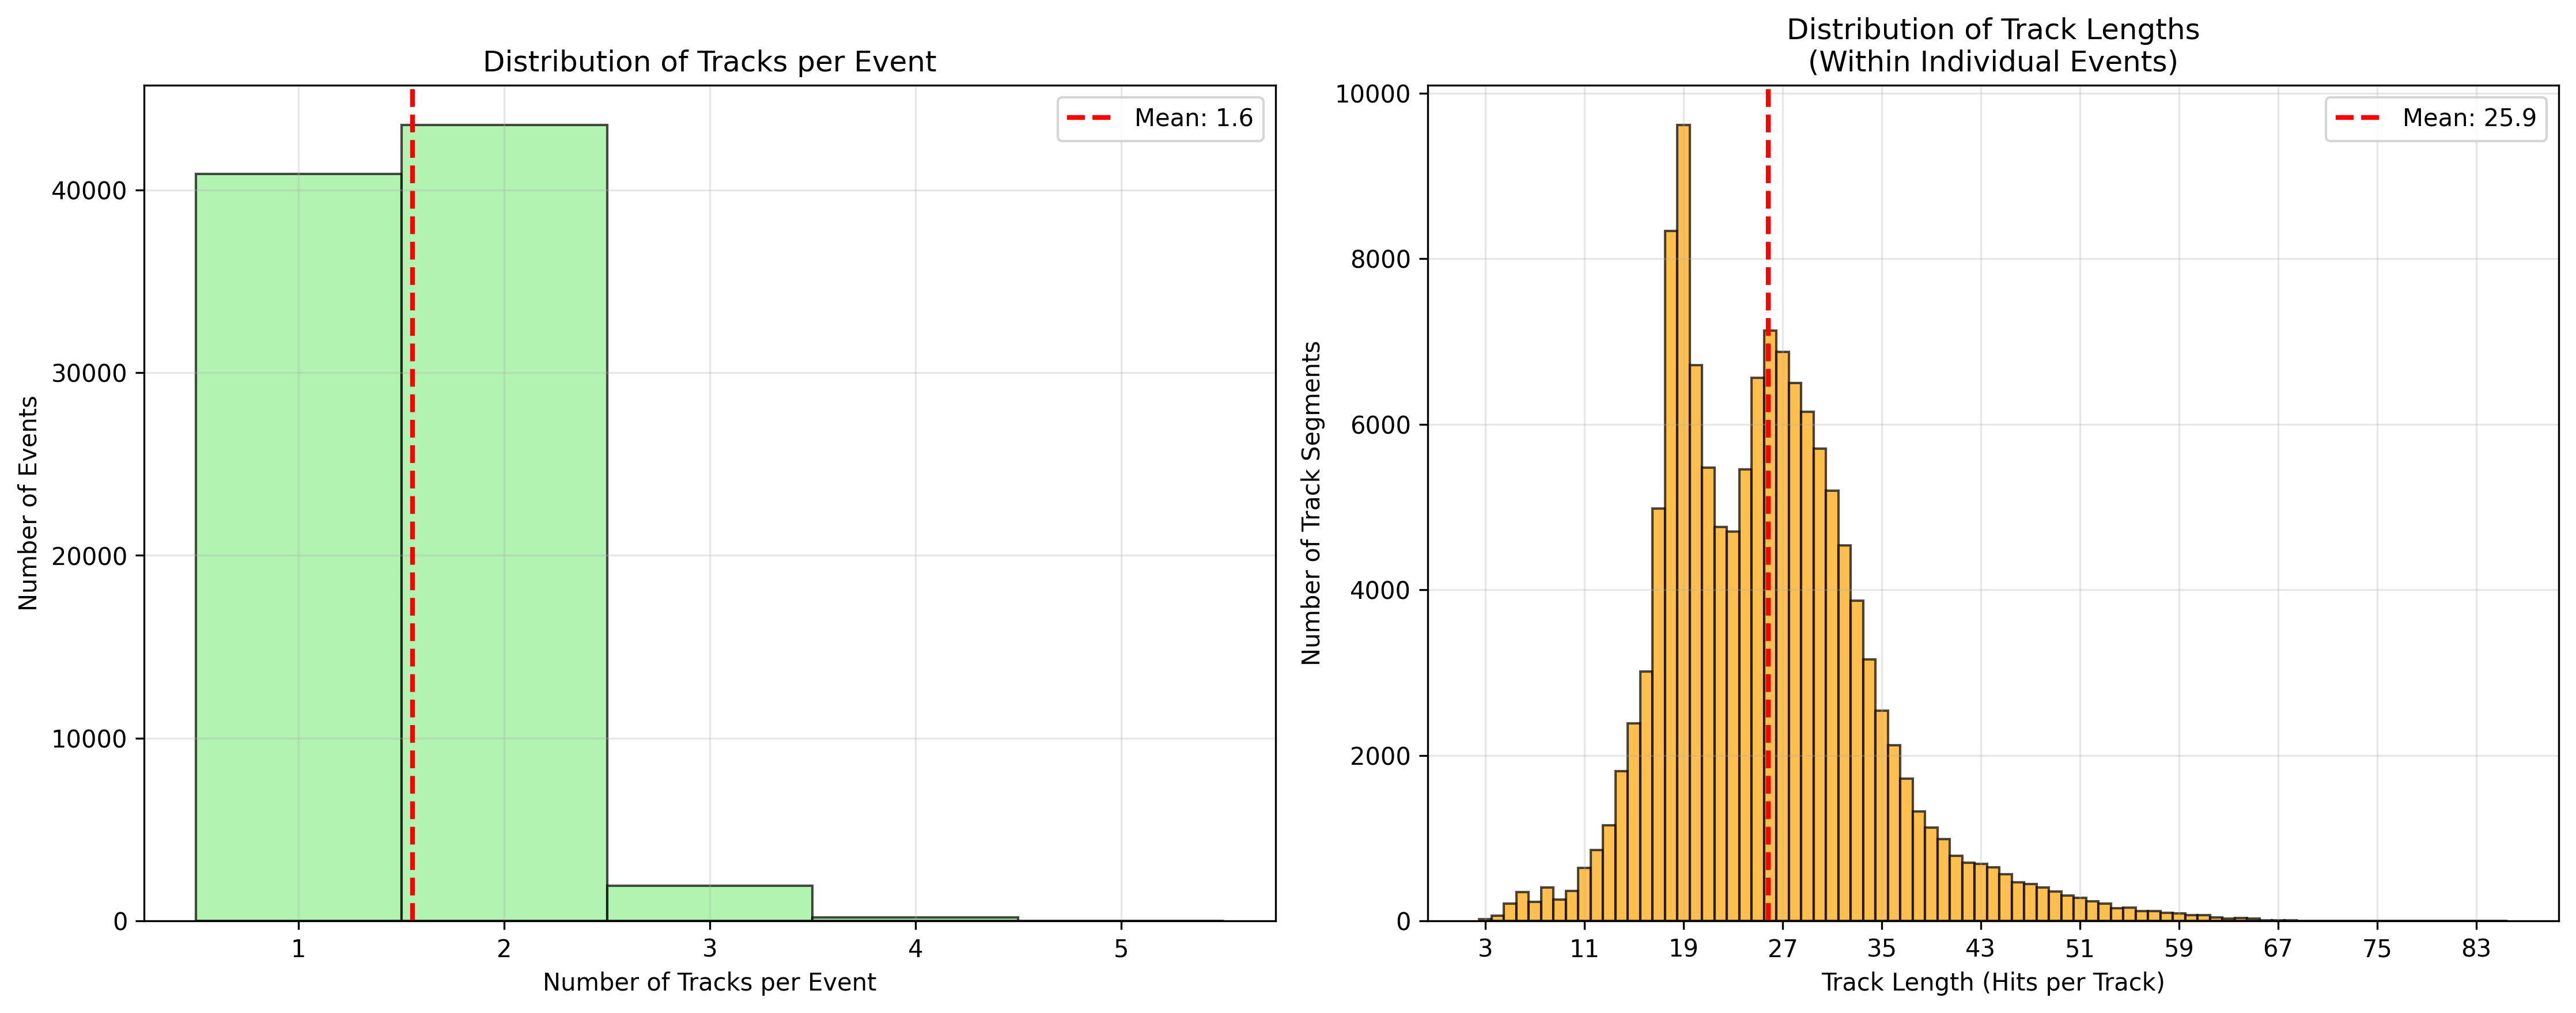 Distribution of Tracks per Event
Mean: 1.6
Number of Events
40000
30000
20000
10000
0
1 2 3 4 5
Number of Tracks per Event
Distribution of Track Lengths
(Within Individual Events)
Mean: 25.9
Number of Track Segments
10000
8000
6000
4000
2000
0
3 11 19 27 35 43 51 59 67 75 83
Track Length (Hits per Track)